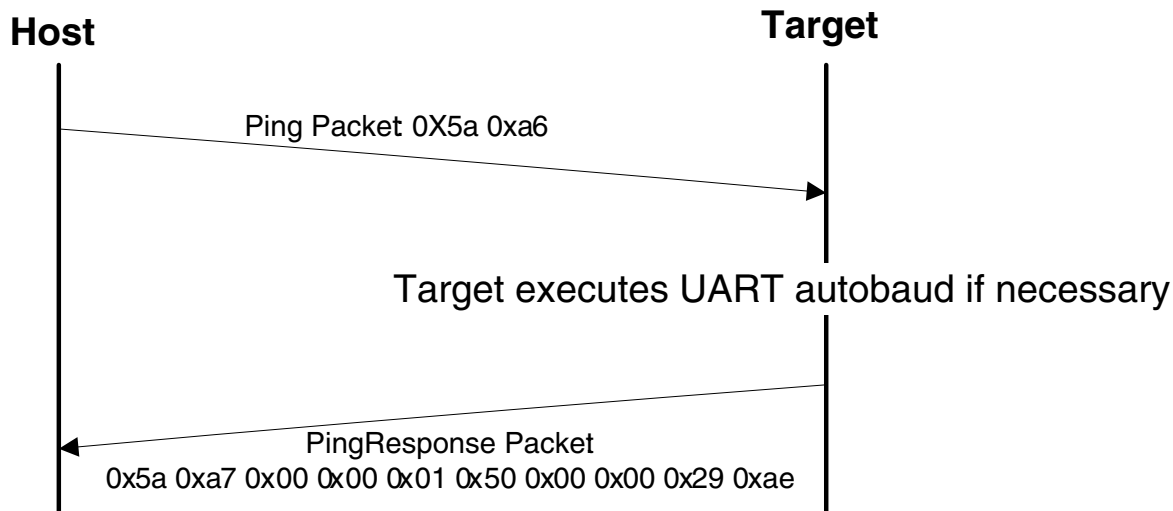 Host
Target
Ping Packet 0X5a 0xa6
Target executes UART autobaud if necessary
PingResponse Packet
0x5a 0xa7 0x00 0x00 0x01 0x50 0x00 0x00 0x29 0xae